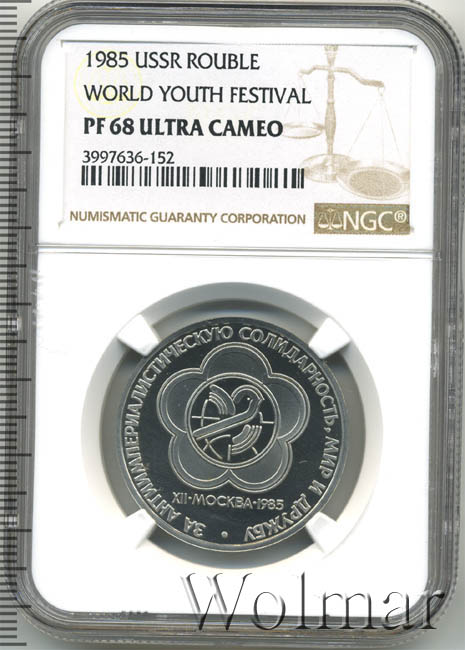 1985 USSR ROUBLE
WORLD YOUTH FESTIVAL
PF 68 ULTRA CAMEO
3997636-152
NUMISMATIC GUARANTY CORPORATION
NGC®
ЗА АНТИИМПЕРИАЛИСТИЧЕСКУЮ СОЛИДАРНОСТЬ, МИР И ДРУЖБУ
XII·МОСКВА·1985
Wolmar